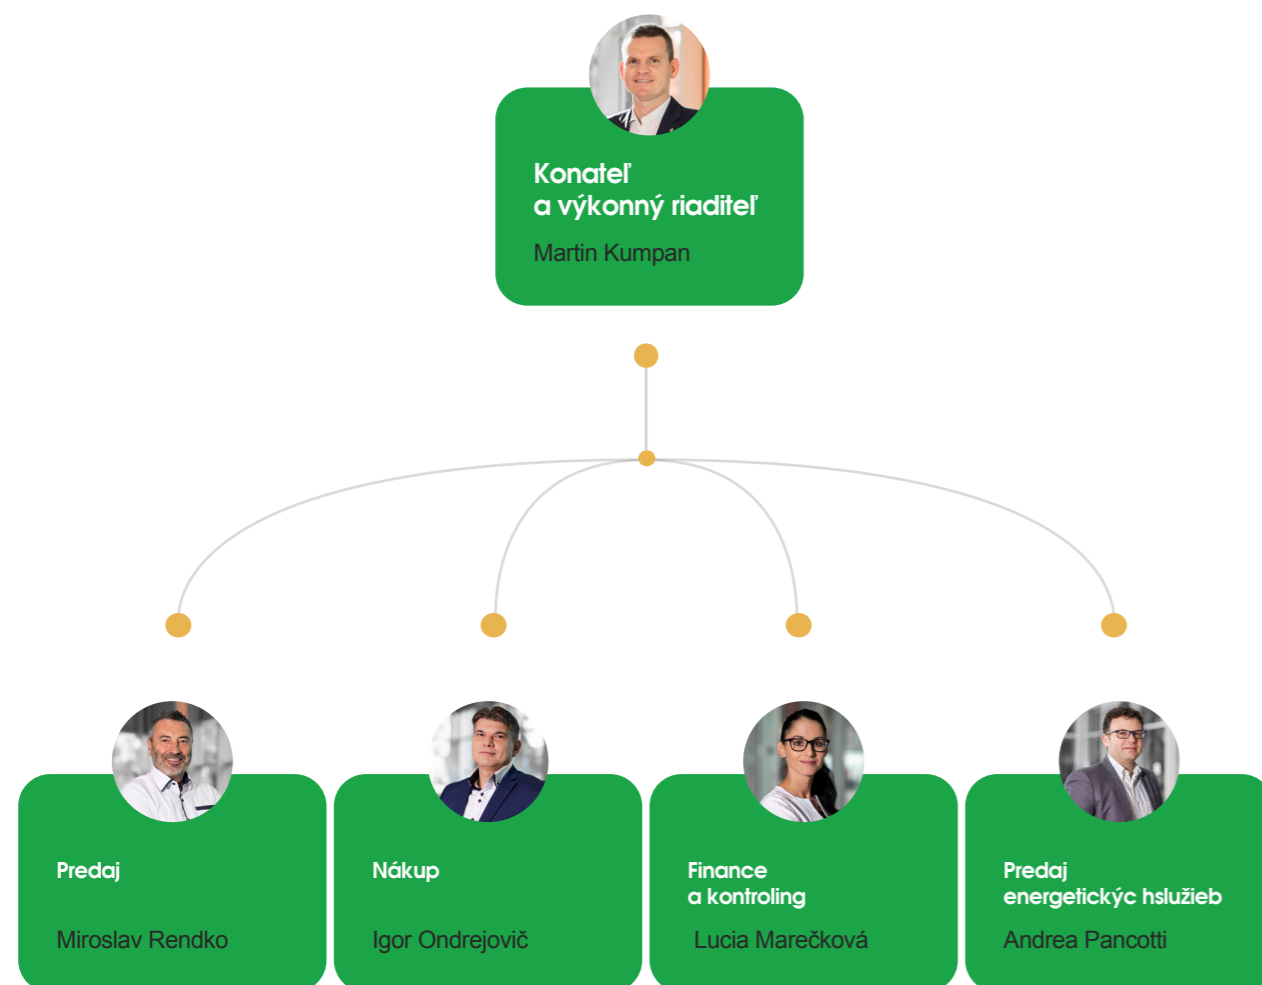 Konateľ
a výkonný riaditeľ
Martin Kumpan
Predaj
Miroslav Rendko
Nákup
Igor Ondrejovič
Finance
a kontroling
Lucia Marečková
Predaj
energetickýc hslužieb
Andrea Pancotti